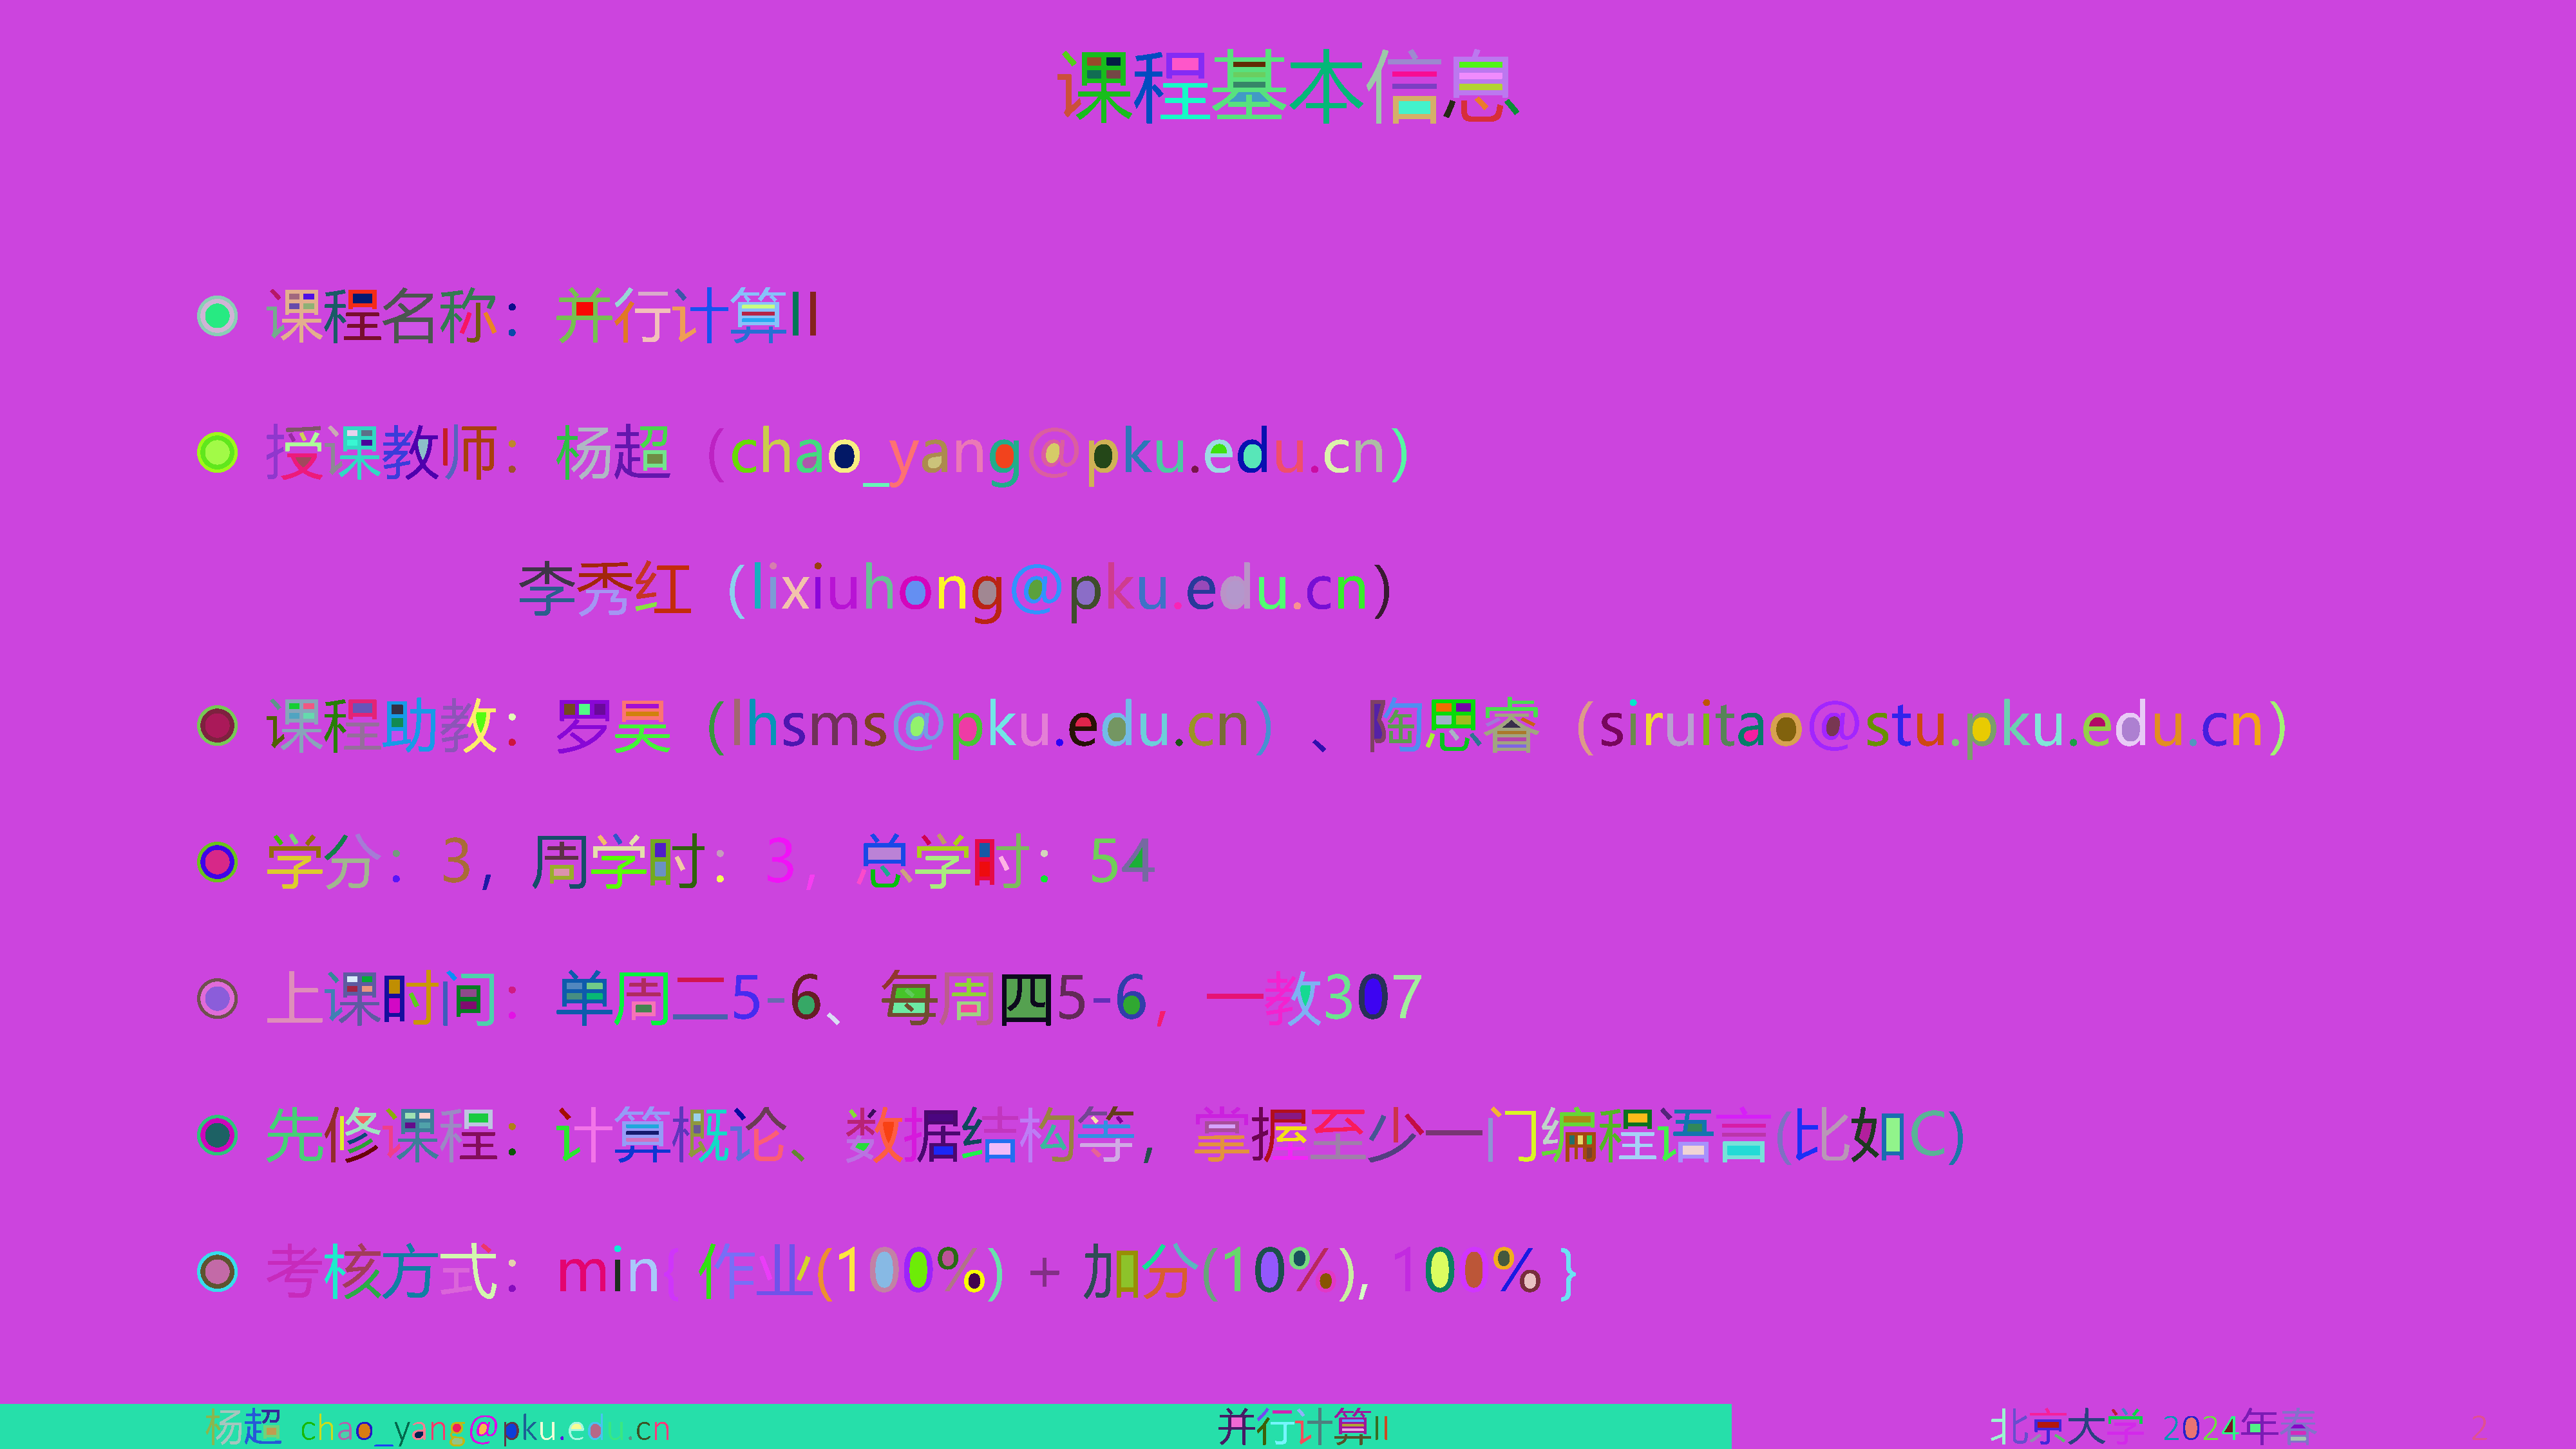 课程基本信息
课程名称：并行计算II
授课教师：杨超（chao_yang@pku.edu.cn）
李秀红（lixiuhong@pku.edu.cn）
课程助教：罗昊（lhsms@pku.edu.cn）、陶思睿（siruitao@stu.pku.edu.cn）
学分：3，周学时：3，总学时：54
上课时间：单周二5-6、每周四5-6，一教307
先修课程：计算概论、数据结构等，掌握至少一门编程语言(比如C)
考核方式：min{ 作业(100%) + 加分(10%), 100% }
杨超 chao_yang@pku.edu.cn 并行计算II 北京大学 2024年春 2